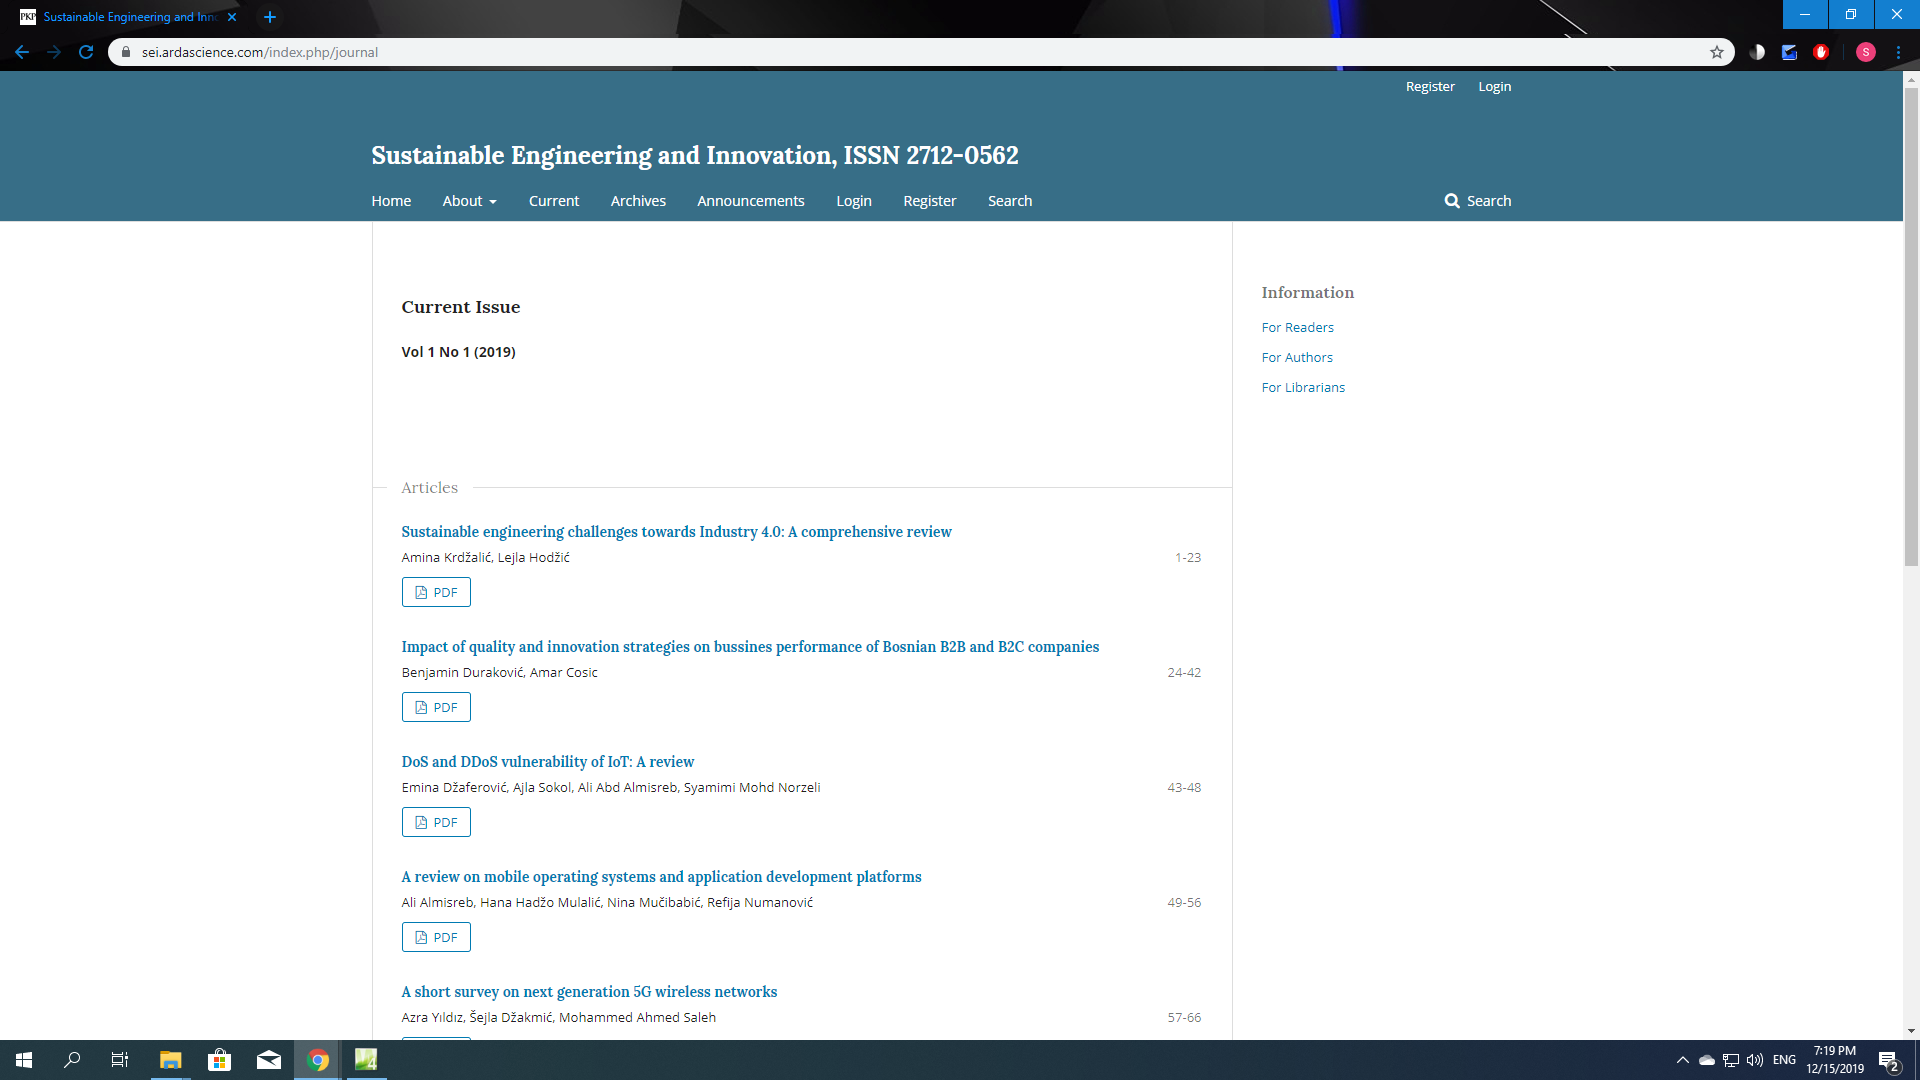 PKP Sustainable Engineering and Inno
sei.ardascience.com/index.php/journal
S
Register Login
Sustainable Engineering and Innovation, ISSN 2712-0562
Home About Current Archives Announcements Login Register Search Search
Current Issue
Vol 1 No 1 (2019)
Information
For Readers
For Authors
For Librarians
Articles
Sustainable engineering challenges towards Industry 4.0: A comprehensive review
Amina Krdžalić, Lejla Hodžić 1-23
PDF
Impact of quality and innovation strategies on bussines performance of Bosnian B2B and B2C companies
Benjamin Duraković, Amar Cosic 24-42
PDF
DoS and DDoS vulnerability of IoT: A review
Emina Džaferović, Ajla Sokol, Ali Abd Almisreb, Syamimi Mohd Norzeli 43-48
PDF
A review on mobile operating systems and application development platforms
Ali Almisreb, Hana Hadžo Mulalić, Nina Mučibabić, Refija Numanović 49-56
PDF
A short survey on next generation 5G wireless networks
Azra Yıldız, Šejla Džakmić, Mohammed Ahmed Saleh 57-66
4
ENG
7:19 PM
12/15/2019
2